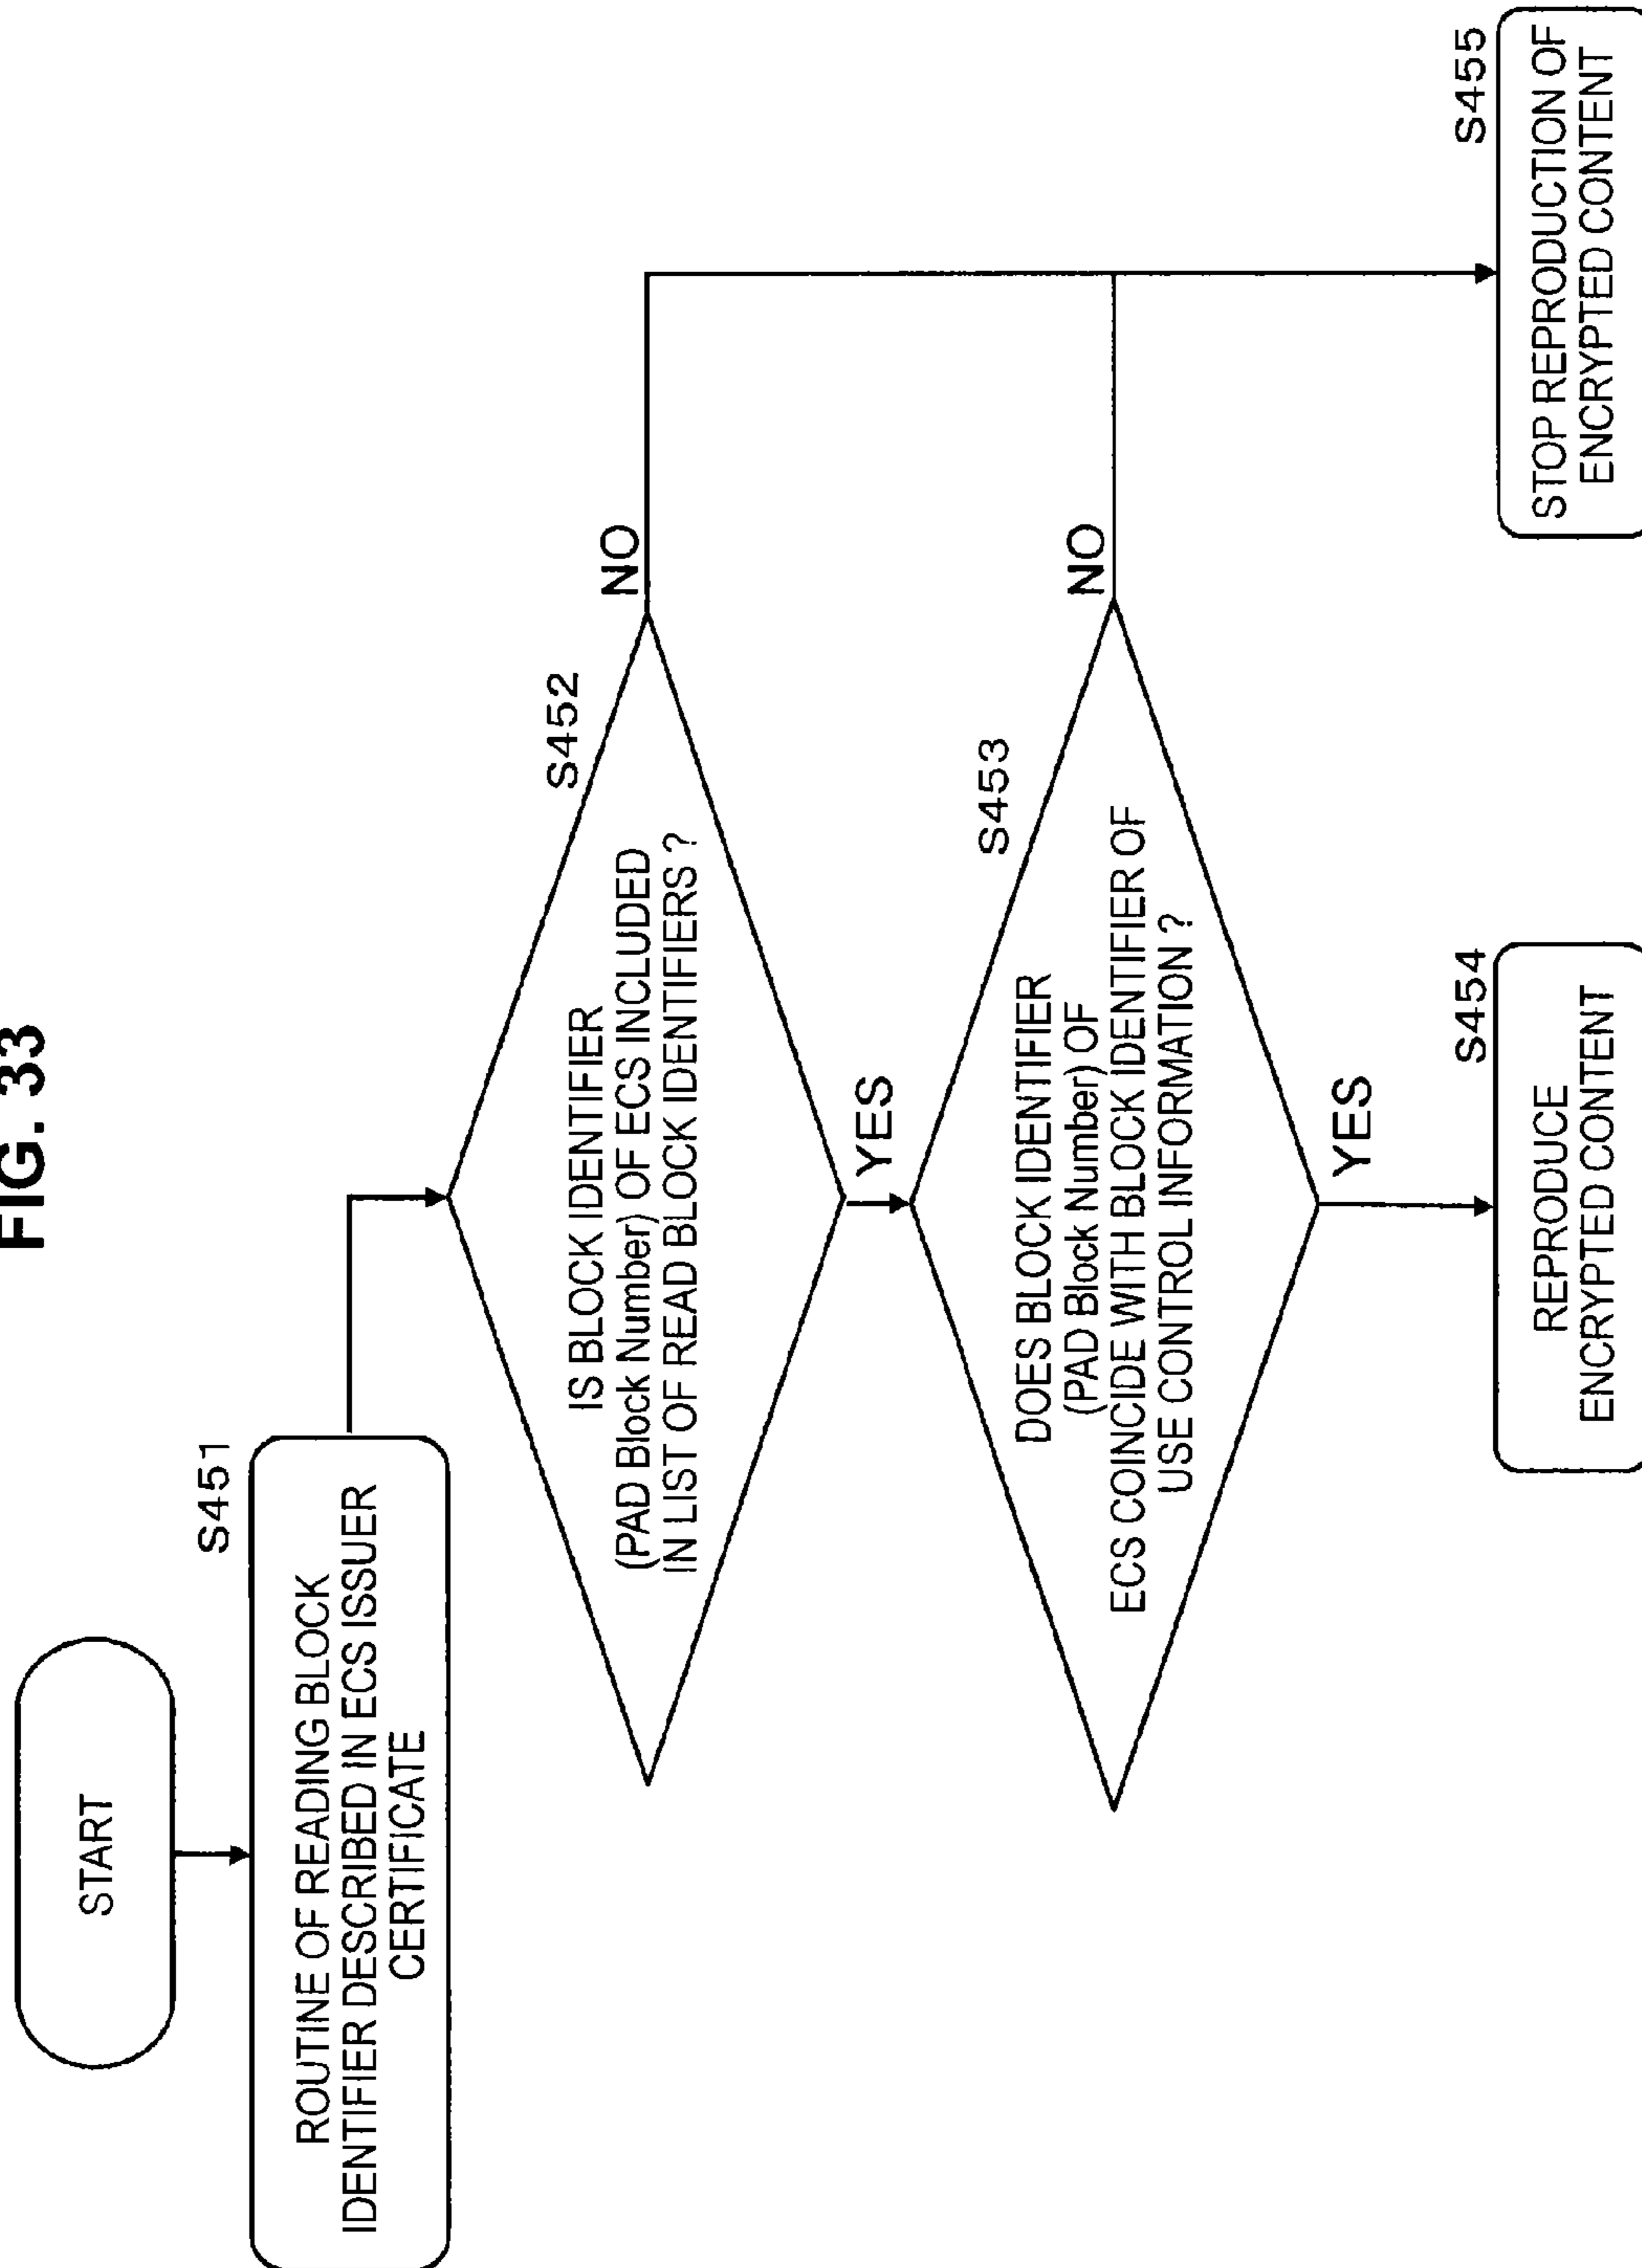 FIG. 33
START
S451
ROUTINE OF READING BLOCK
IDENTIFIER DESCRIBED IN ECS ISSUER
CERTIFICATE
S452
IS BLOCK IDENTIFIER
(PAD Block Number) OF ECS INCLUDED
IN LIST OF READ BLOCK IDENTIFIERS ?
NO
YES
S453
DOES BLOCK IDENTIFIER
(PAD Block Number) OF
ECS COINCIDE WITH BLOCK IDENTIFIER OF
USE CONTROL INFORMATION ?
NO
YES
S454
REPRODUCE
ENCRYPTED CONTENT
S455
STOP REPRODUCTION OF
ENCRYPTED CONTENT